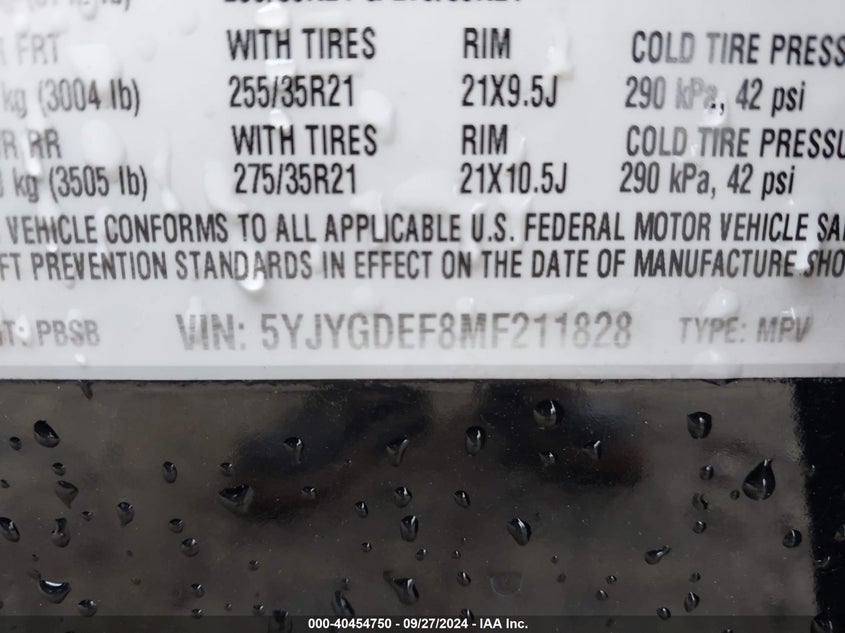 FRT WITH TIRES RIM COLD TIRE PRESS
kg (3004 lb) 255/35R21 21X9.5J 290 kPa, 42 psi
RR WITH TIRES RIM COLD TIRE PRESSU
kg (3505 lb) 275/35R21 21X10.5J 290 kPa, 42 psi
VEHICLE CONFORMS TO ALL APPLICABLE U.S. FEDERAL MOTOR VEHICLE SA
FT PREVENTION STANDARDS IN EFFECT ON THE DATE OF MANUFACTURE SHO
PBSB VIN: 5YJYGDEF8MF211828 TYPE: MPV
000-40454750 - 09/27/2024 - IAA Inc.